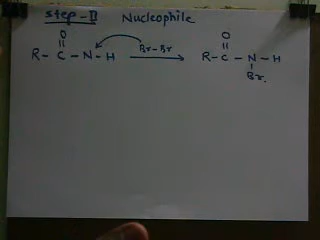 step-II Nucleophile
O O
R-C-N-H Br-Br R-C-N-H
Br.